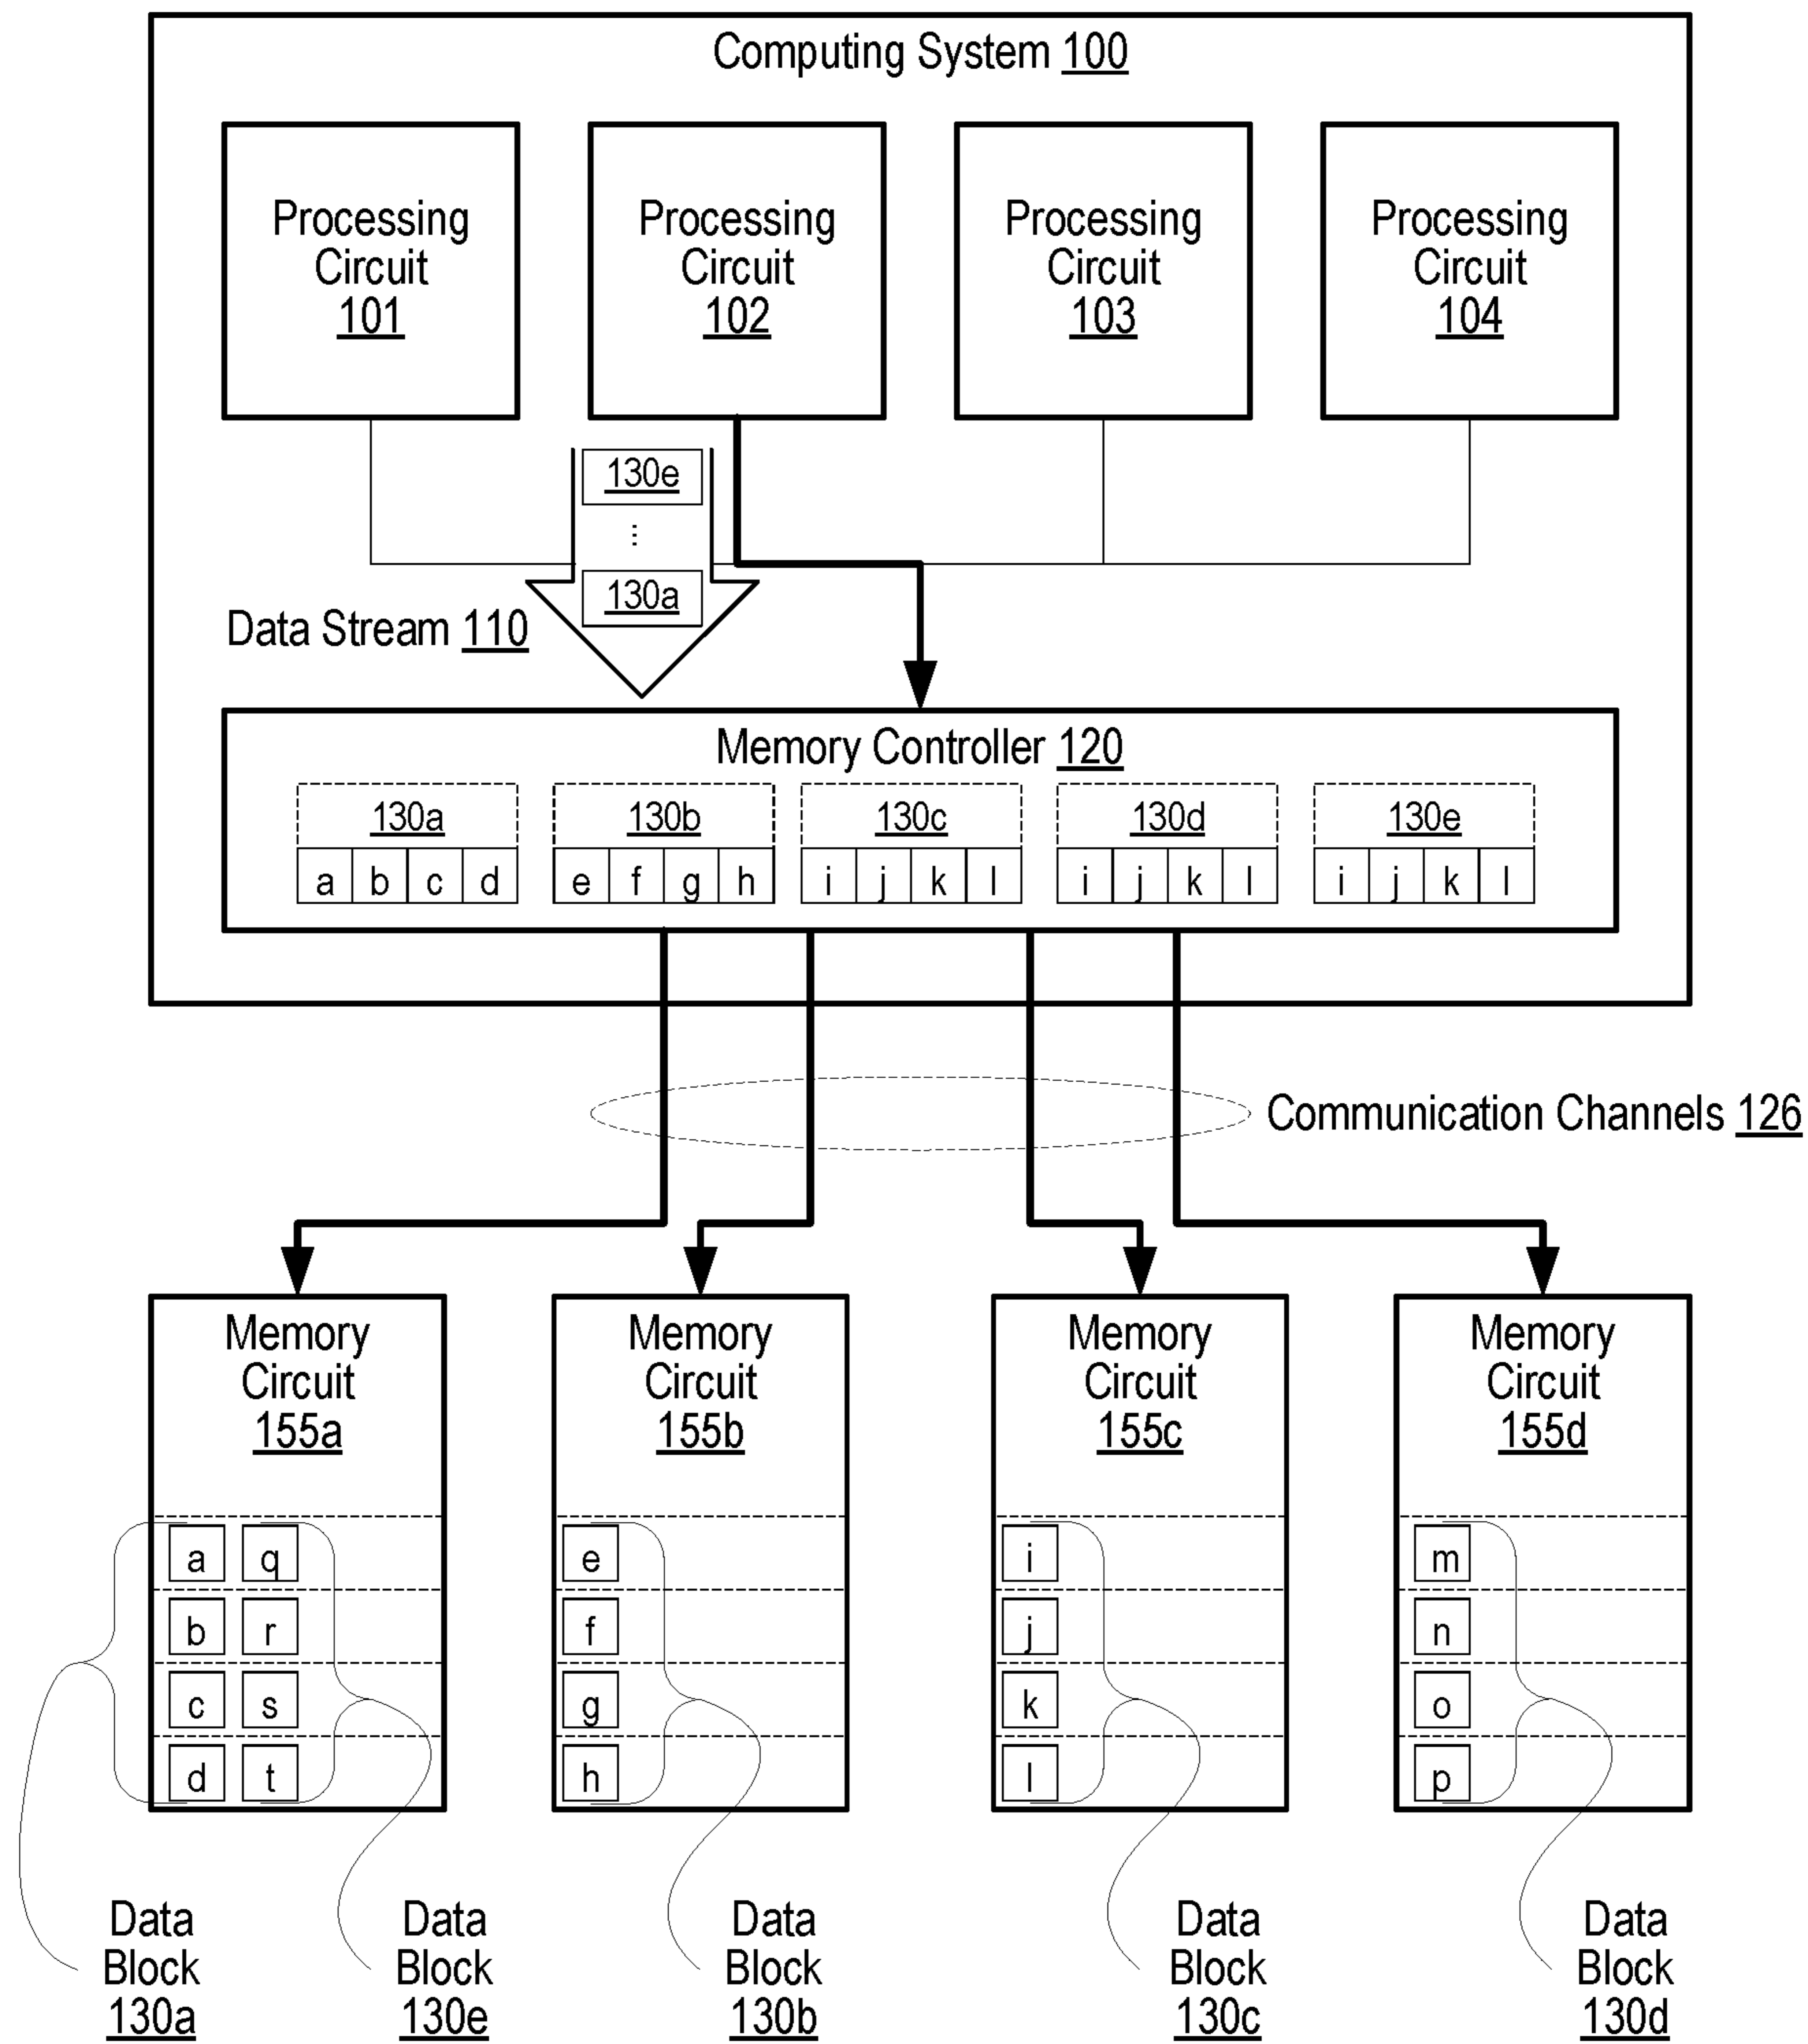 Computing System 100
Processing
Circuit
101
Processing
Circuit
102
Processing
Circuit
103
Processing
Circuit
104
130e
...
130a
Data Stream 110
Memory Controller 120
130a
130b
130c
130d
130e
a b c d
e f g h
i j k l
i j k l
i j k l
Communication Channels 126
Memory
Circuit
155a
Memory
Circuit
155b
Memory
Circuit
155c
Memory
Circuit
155d
a q
b r
c s
d t
e
f
g
h
i
j
k
l
m
n
o
p
Data
Block
130a
Data
Block
130e
Data
Block
130b
Data
Block
130c
Data
Block
130d